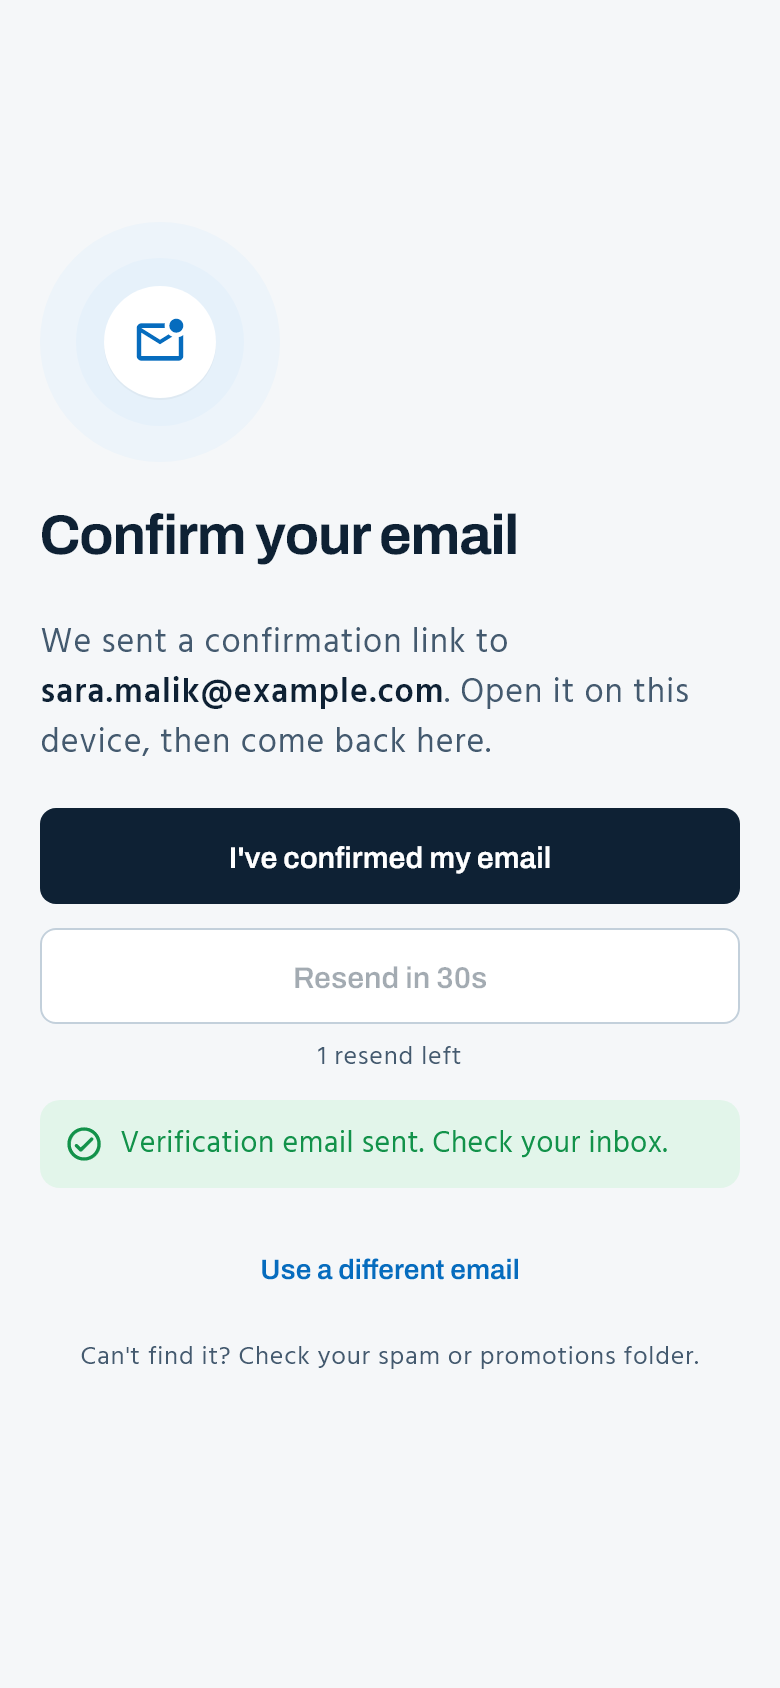 Confirm your email
We sent a confirmation link to
sara.malik@example.com. Open it on this
device, then come back here.
I've confirmed my email
Resend in 30s
1 resend left
Verification email sent. Check your inbox.
Use a different email
Can't find it? Check your spam or promotions folder.